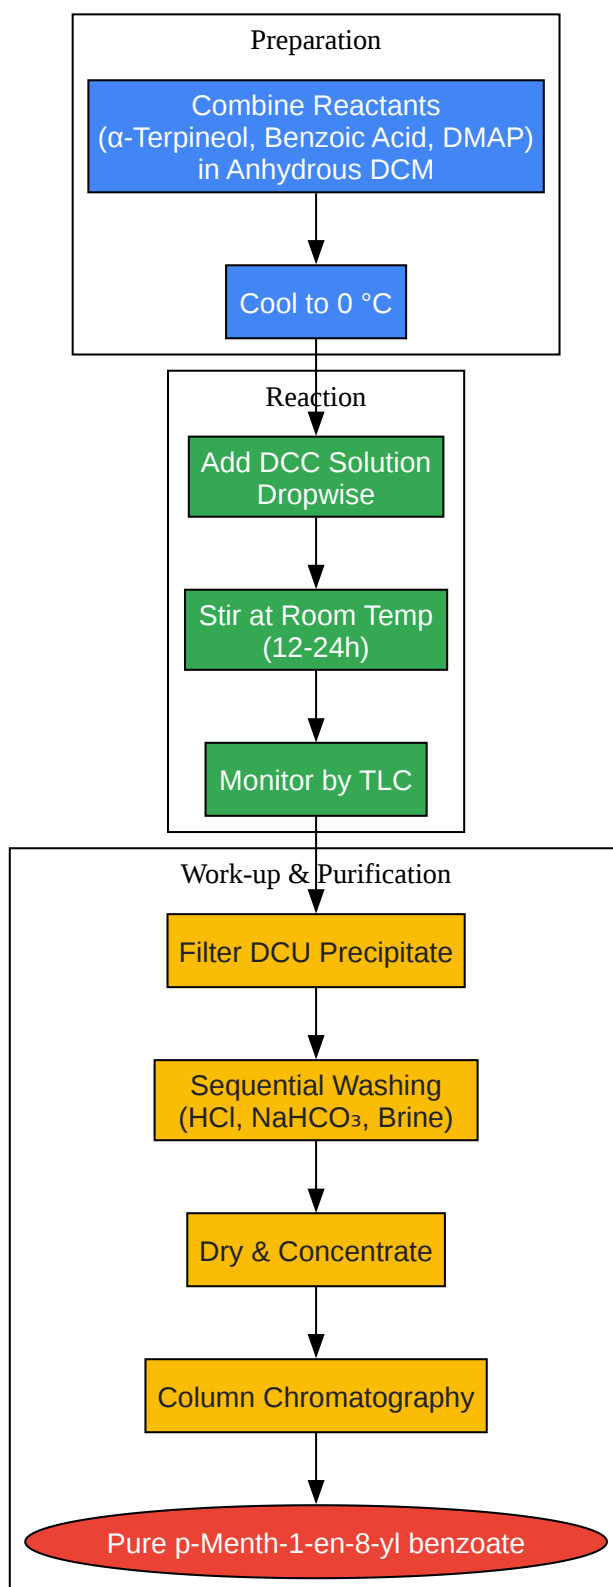 Preparation
Combine Reactants
(α-Terpineol, Benzoic Acid, DMAP)
in Anhydrous DCM
Cool to 0 °C
Reaction
Add DCC Solution
Dropwise
Stir at Room Temp
(12-24h)
Monitor by TLC
Work-up & Purification
Filter DCU Precipitate
Sequential Washing
(HCl, NaHCO₃, Brine)
Dry & Concentrate
Column Chromatography
Pure p-Menth-1-en-8-yl benzoate